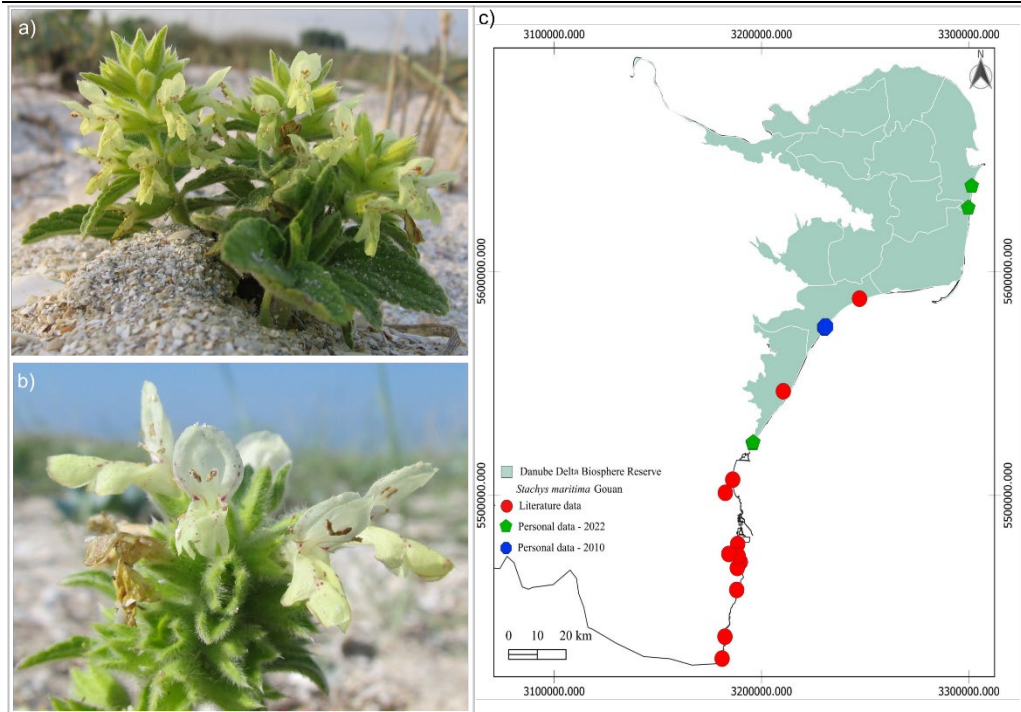 a)
b)
c)
3100000.000 3200000.000 3300000.000
N
5600000.000 5600000.000
5500000.000 5500000.000
Danube Delta Biosphere Reserve
Stachys maritima Gouan
Literature data
Personal data - 2022
Personal data - 2010
0 10 20 km
3100000.000 3200000.000 3300000.000